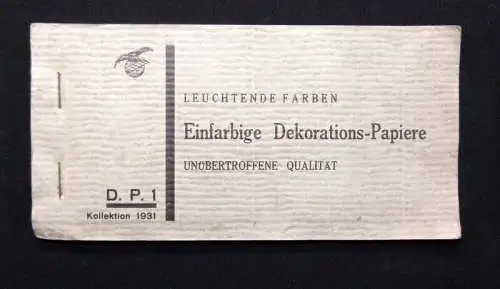 LEUCHTENDE FARBEN
Einfarbige Dekorations-Papiere
UNÜBERTROFFENE QUALITÄT
D. P. 1
Kollektion 1931